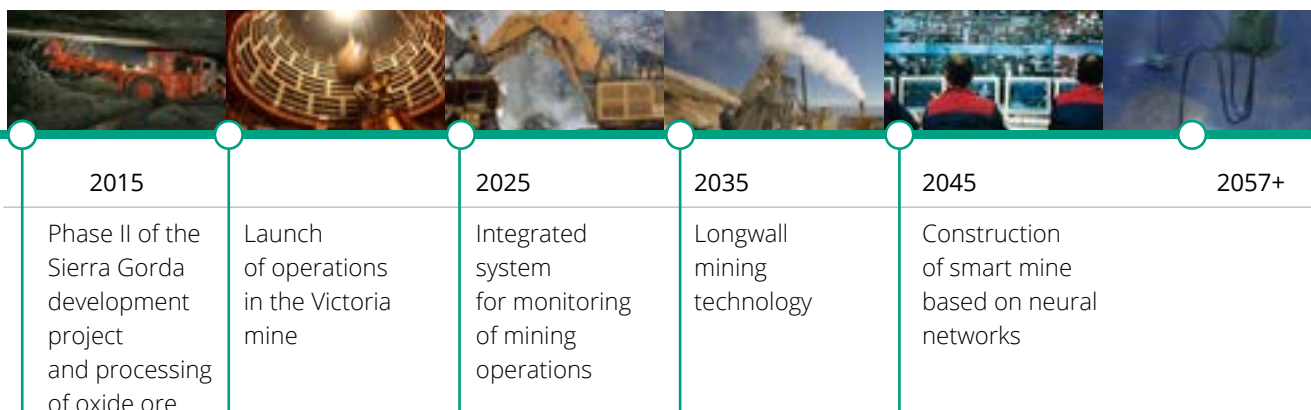 2015
2025
2035
2045
2057+
Phase II of the
Sierra Gorda
development
project
and processing
of oxide ore
Launch
of operations
in the Victoria
mine
Integrated
system
for monitoring
of mining
operations
Longwall
mining
technology
Construction
of smart mine
based on neural
networks